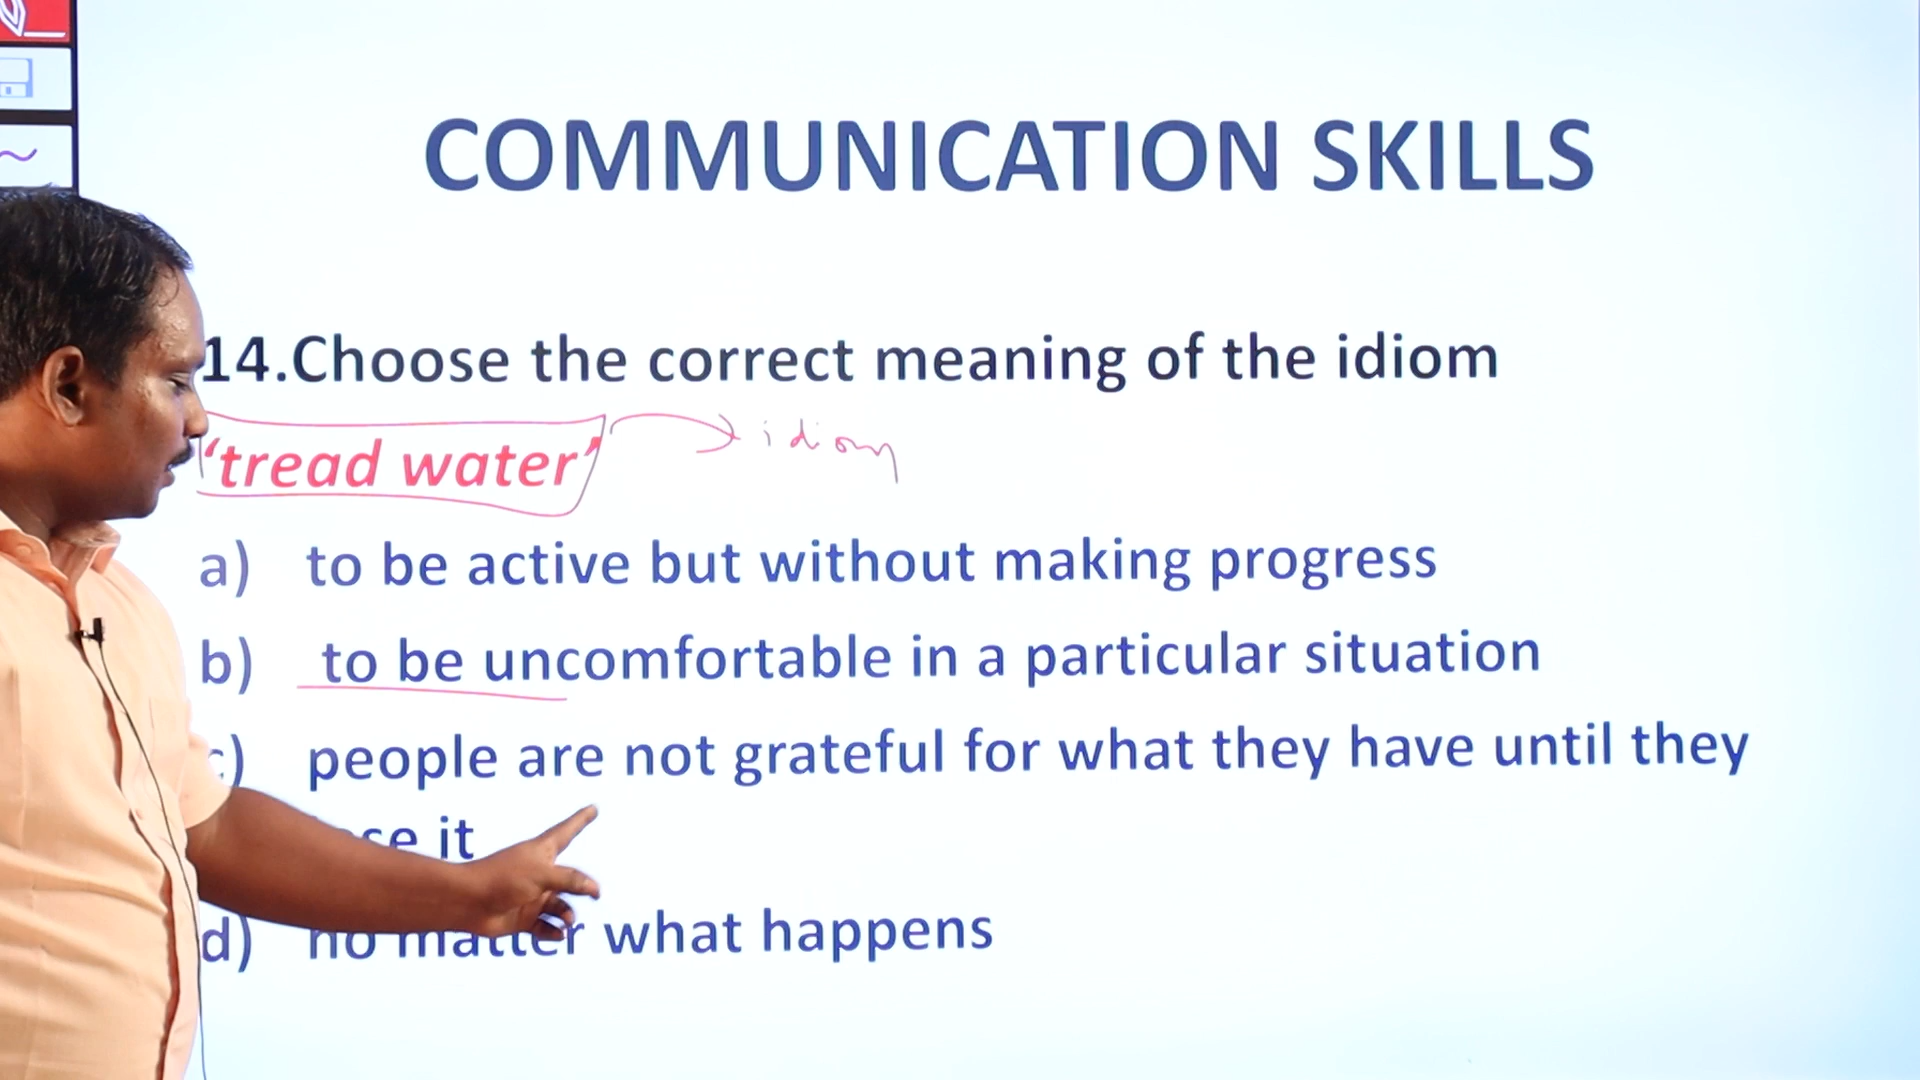 COMMUNICATION SKILLS
14.Choose the correct meaning of the idiom
‘tread water’ idiom
a) to be active but without making progress
b) to be uncomfortable in a particular situation
c) people are not grateful for what they have until they
it
d) no matter what happens